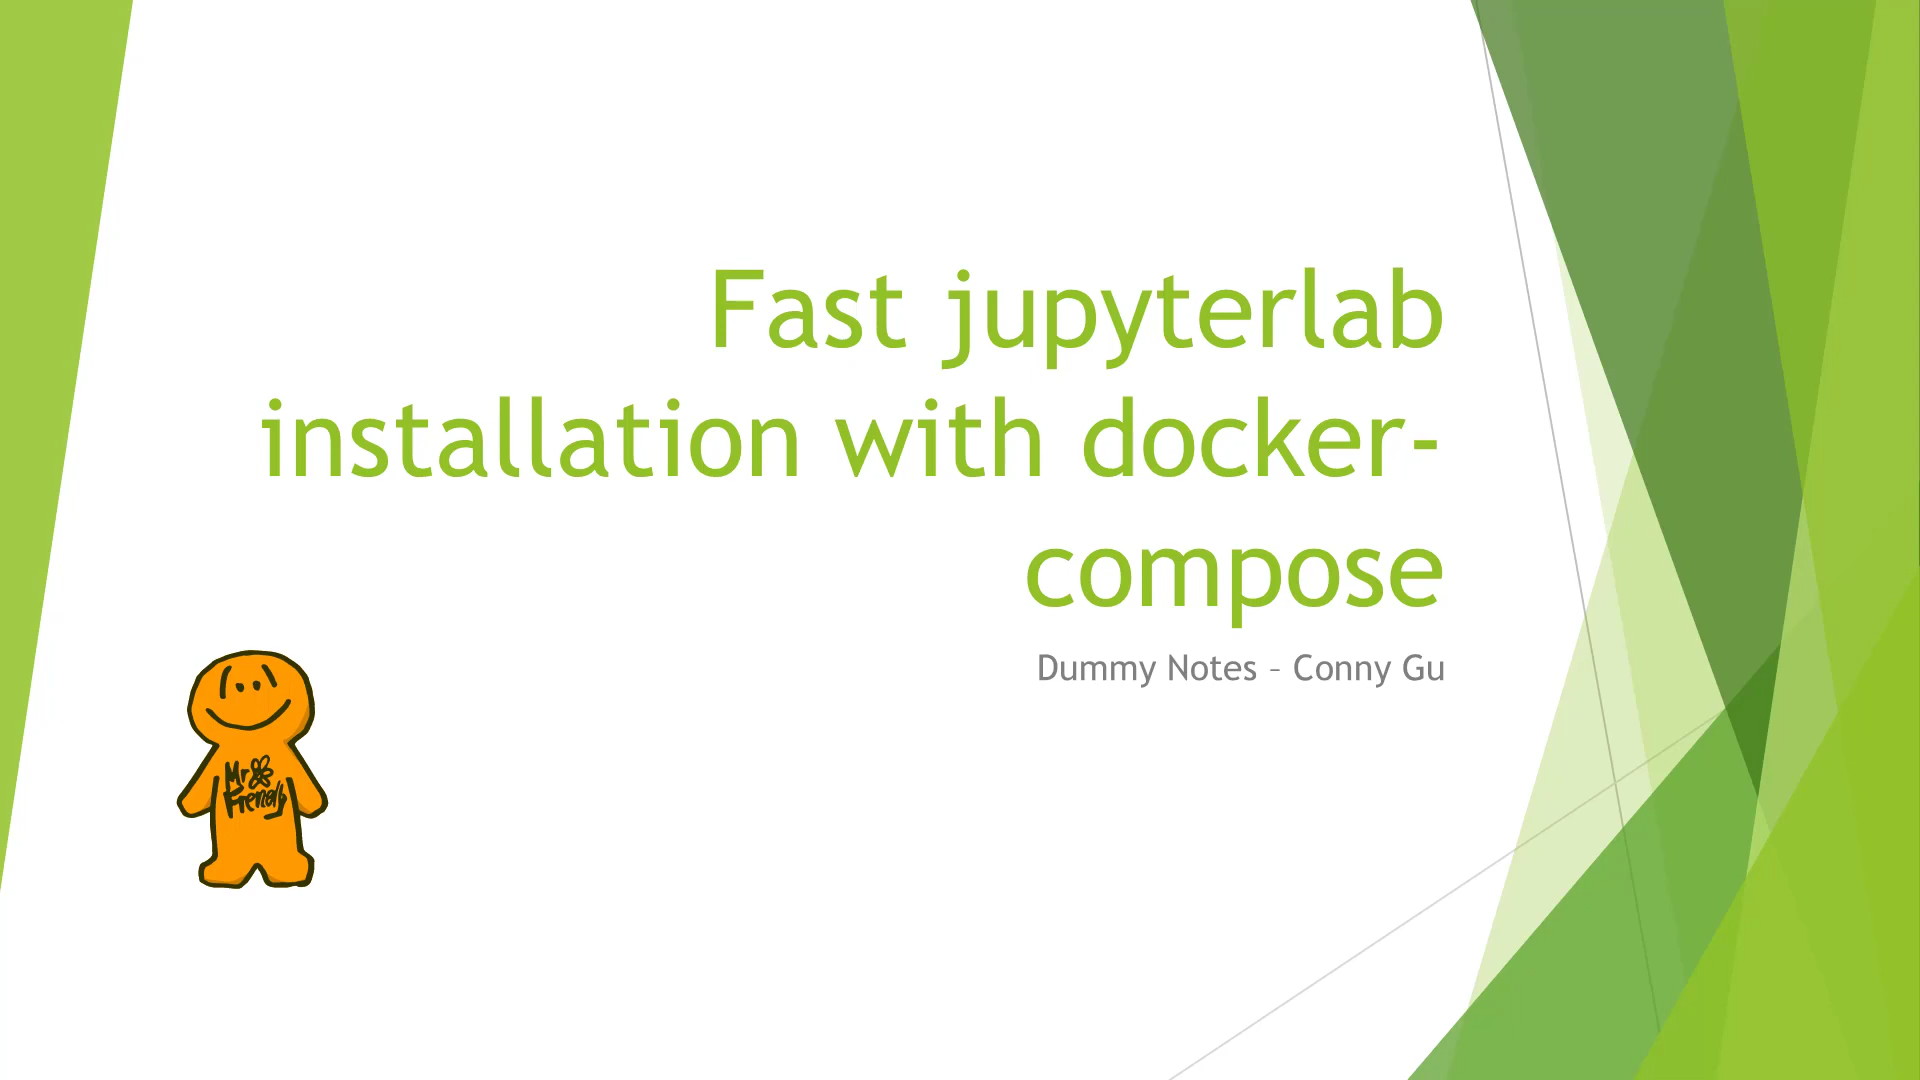 Fast jupyterlab
installation with docker-
compose
Dummy Notes – Conny Gu
Mr
Friendly